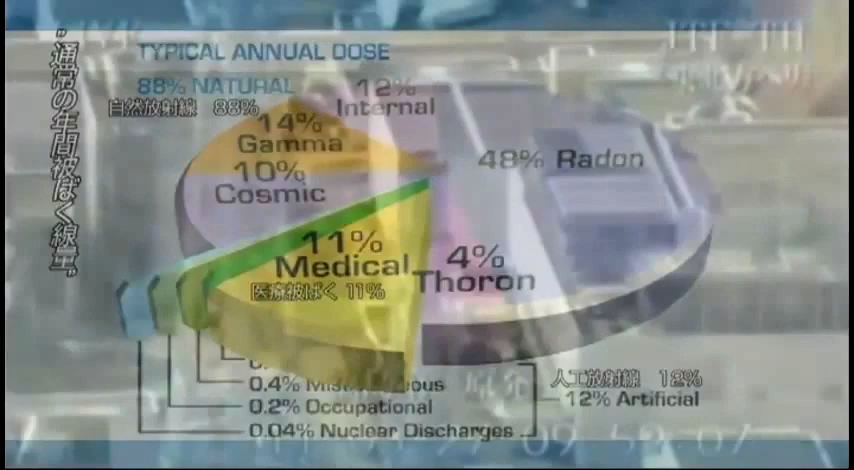 "通常の年間被ばく線量"
TYPICAL ANNUAL DOSE
88% NATURAL
自然放射線 88%
12%
Internal
14%
Gamma
10%
Cosmic
48% Radon
11%
Medical
医療被ばく 11%
4%
Thoron
0.4% Miscellaneous
0.2% Occupational
0.04% Nuclear Discharges
人工放射線 12%
12% Artificial